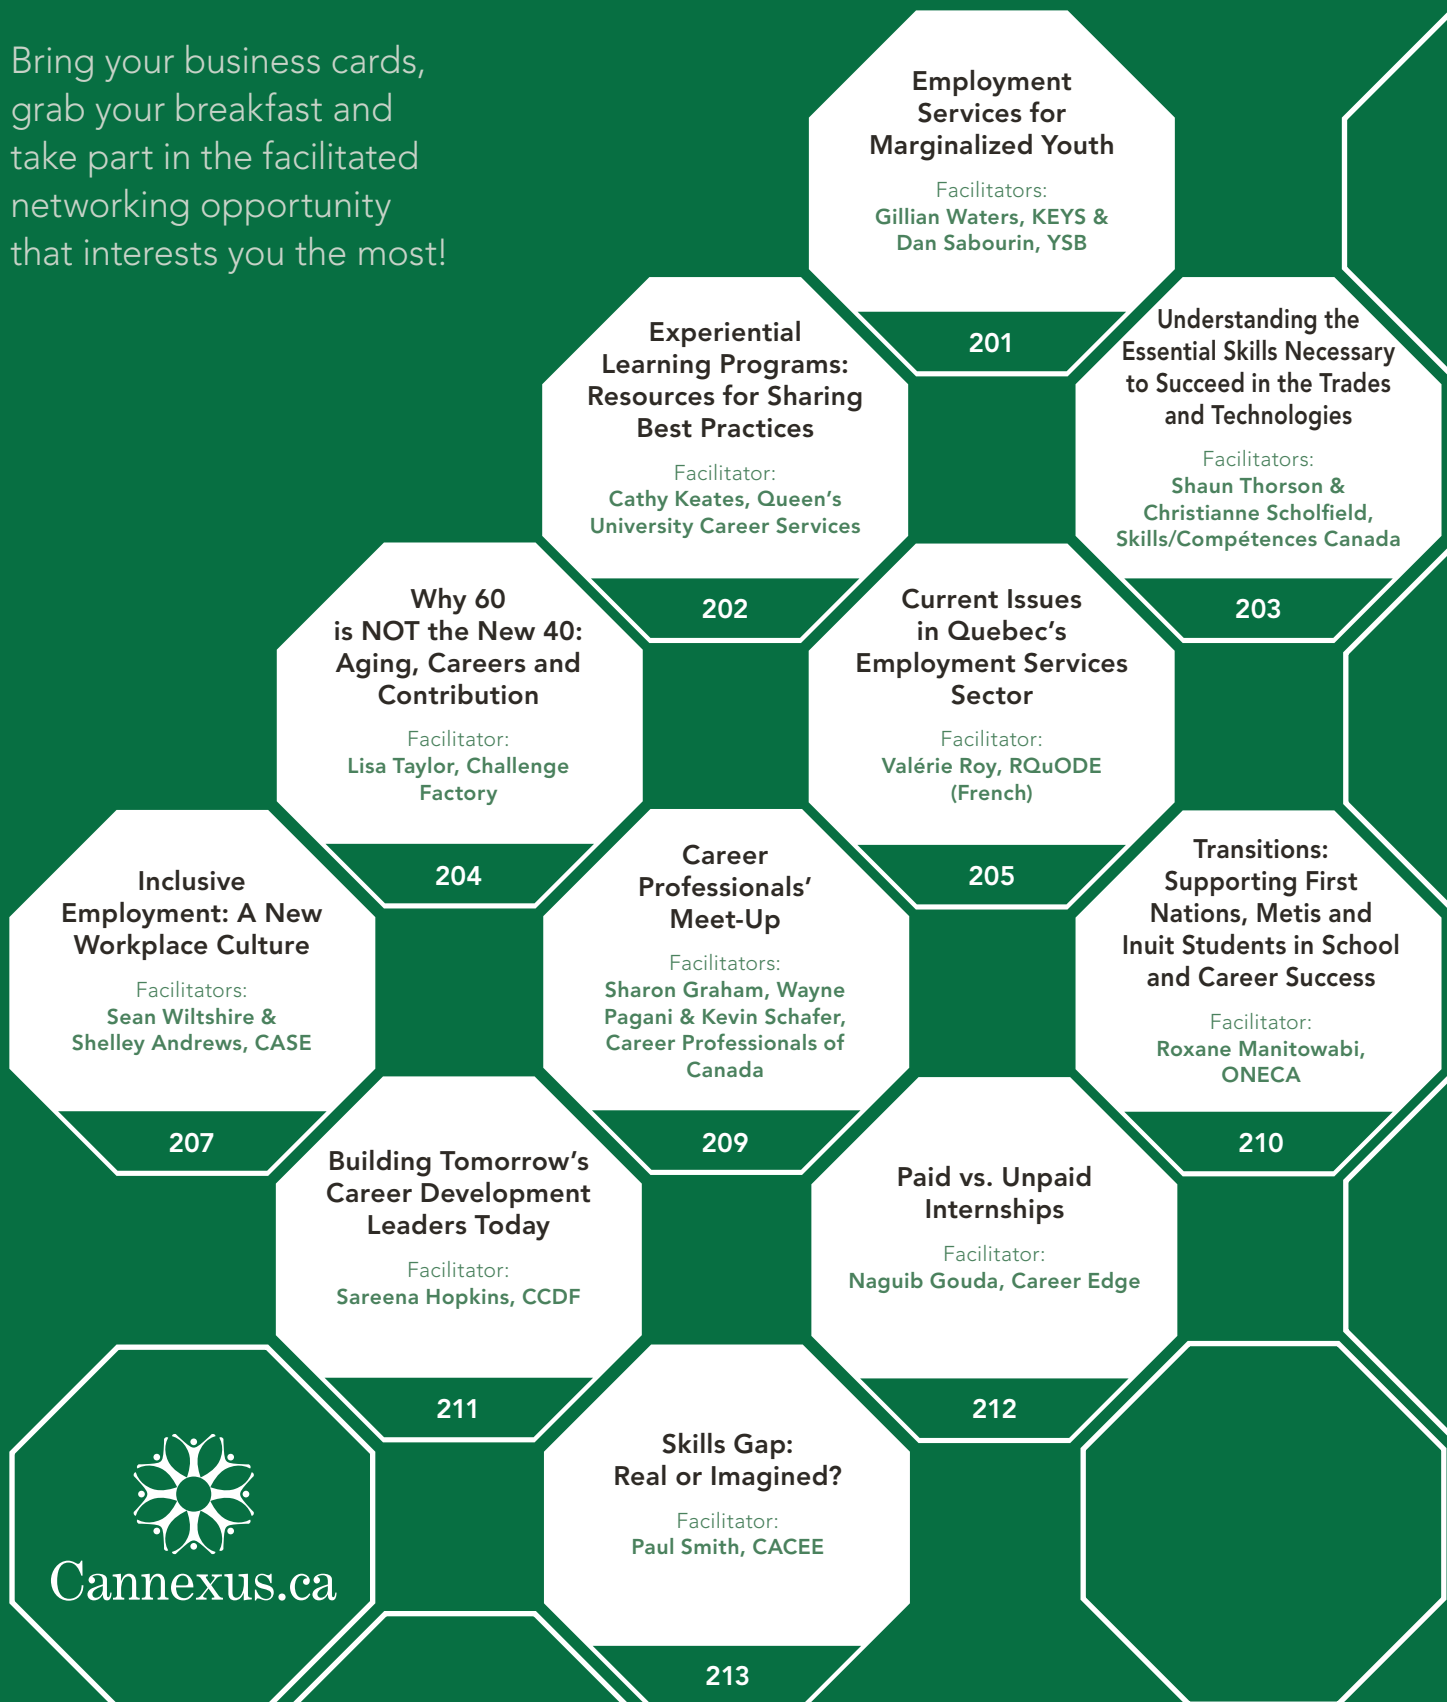 Bring your business cards,
grab your breakfast and
take part in the facilitated
networking opportunity
that interests you the most!
Employment
Services for
Marginalized Youth
Facilitators:
Gillian Waters, KEYS &
Dan Sabourin, YSB
201
Experiential
Learning Programs:
Resources for Sharing
Best Practices
Facilitator:
Cathy Keates, Queen’s
University Career Services
202
Understanding the
Essential Skills Necessary
to Succeed in the Trades
and Technologies
Facilitators:
Shaun Thorson &
Christianne Scholfield,
Skills/Compétences Canada
203
Why 60
is NOT the New 40:
Aging, Careers and
Contribution
Facilitator:
Lisa Taylor, Challenge
Factory
204
Current Issues
in Quebec’s
Employment Services
Sector
Facilitator:
Valérie Roy, RQuODE
(French)
205
Inclusive
Employment: A New
Workplace Culture
Facilitators:
Sean Wiltshire &
Shelley Andrews, CASE
207
Career
Professionals’
Meet-Up
Facilitators:
Sharon Graham, Wayne
Pagani & Kevin Schafer,
Career Professionals of
Canada
209
Transitions:
Supporting First
Nations, Metis and
Inuit Students in School
and Career Success
Facilitator:
Roxane Manitowabi,
ONECA
210
Building Tomorrow’s
Career Development
Leaders Today
Facilitator:
Sareena Hopkins, CCDF
211
Paid vs. Unpaid
Internships
Facilitator:
Naguib Gouda, Career Edge
212
Skills Gap:
Real or Imagined?
Facilitator:
Paul Smith, CACEE
213
Cannexus.ca